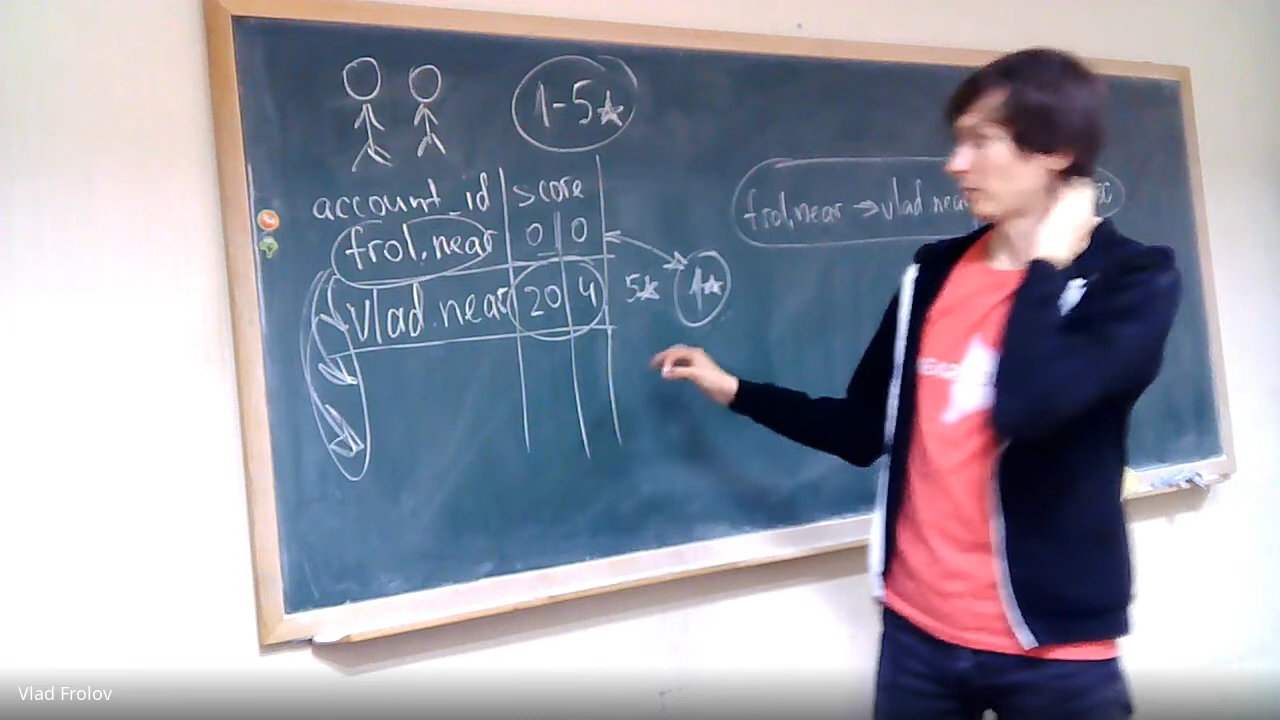 1-5★
account_id | score
frol.near 0 | 0
vlad.near 20 | 4 5★ 1★
frol.near ⇒ vlad.near
Vlad Frolov